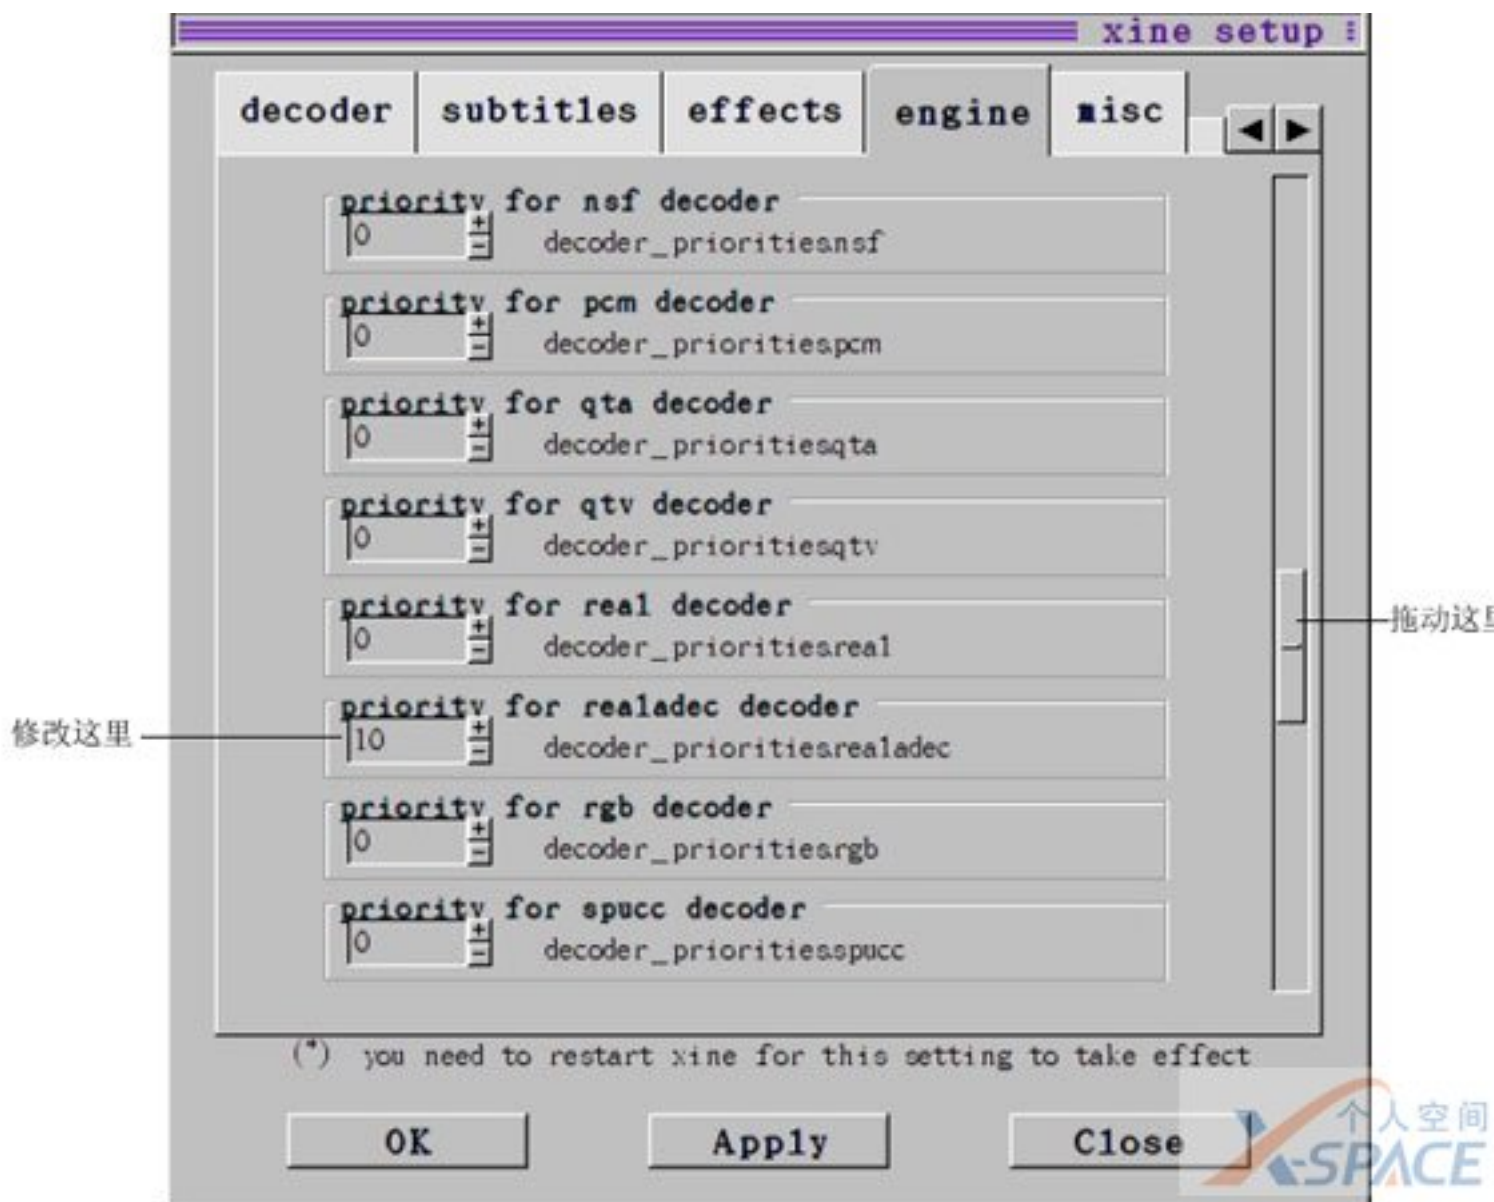 xine setup
decoder subtitles effects engine misc
priority for nsf decoder
0 + - decoder_priorities.nsf
priority for pcm decoder
0 + - decoder_priorities.pcm
priority for qta decoder
0 + - decoder_priorities.qta
priority for qtv decoder
0 + - decoder_priorities.qtv
priority for real decoder
0 + - decoder_priorities.real
拖动这里
priority for realadec decoder
修改这里
10 + - decoder_priorities.realadec
priority for rgb decoder
0 + - decoder_priorities.rgb
priority for spucc decoder
0 + - decoder_priorities.spucc
(*) you need to restart xine for this setting to take effect
OK Apply Close
个人空间
X-SPACE